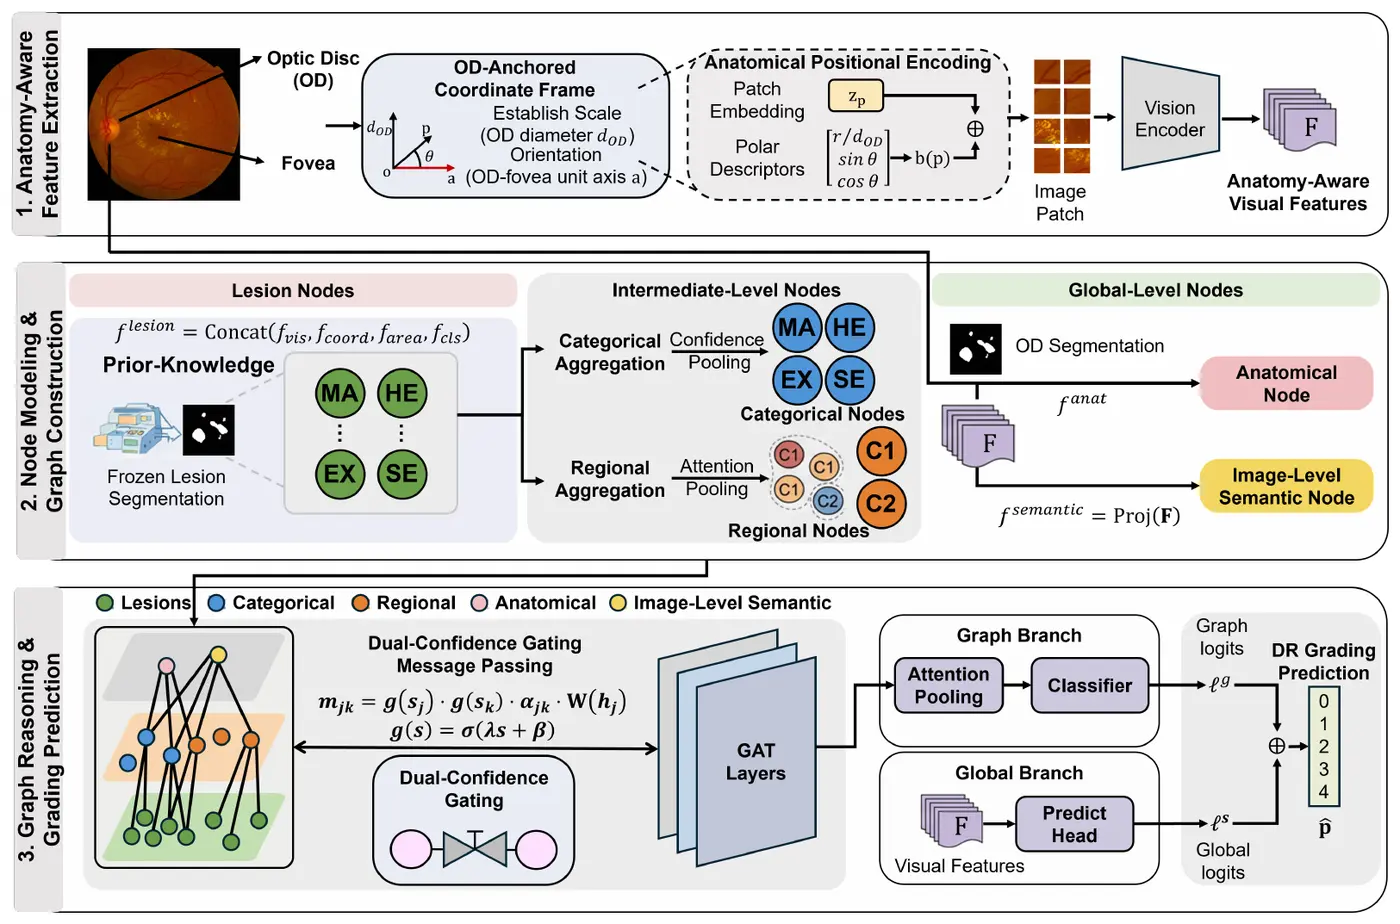 1. Anatomy-Aware
Feature Extraction
Optic Disc
(OD)
Fovea
OD-Anchored
Coordinate Frame
Establish Scale
(OD diameter d_OD)
Orientation
(OD-fovea unit axis a)
d_OD
p
θ
o
a
Anatomical Positional Encoding
Patch
Embedding
z_p
Polar
Descriptors
r/d_OD
sin θ
cos θ
b(p)
⊕
Image
Patch
Vision
Encoder
F
Anatomy-Aware
Visual Features
2. Node Modeling &
Graph Construction
Lesion Nodes
f^lesion = Concat(f_vis, f_coord, f_area, f_cls)
Prior-Knowledge
Frozen Lesion
Segmentation
MA HE
EX SE
Intermediate-Level Nodes
Categorical
Aggregation
Confidence
Pooling
MA HE
EX SE
Categorical Nodes
Regional
Aggregation
Attention
Pooling
C1
C1
C1
C2
C1
C2
Regional Nodes
Global-Level Nodes
OD Segmentation
f^anat
Anatomical
Node
F
f^semantic = Proj(F)
Image-Level
Semantic Node
3. Graph Reasoning &
Grading Prediction
Lesions Categorical Regional Anatomical Image-Level Semantic
Dual-Confidence Gating
Message Passing
m_jk = g(s_j) · g(s_k) · α_jk · W(h_j)
g(s) = σ(λs + β)
Dual-Confidence
Gating
GAT
Layers
Graph Branch
Attention
Pooling
Classifier
Global Branch
F
Visual Features
Predict
Head
Graph
logits
ℓ^g
⊕
ℓ^s
Global
logits
DR Grading
Prediction
0
1
2
3
4
p̂